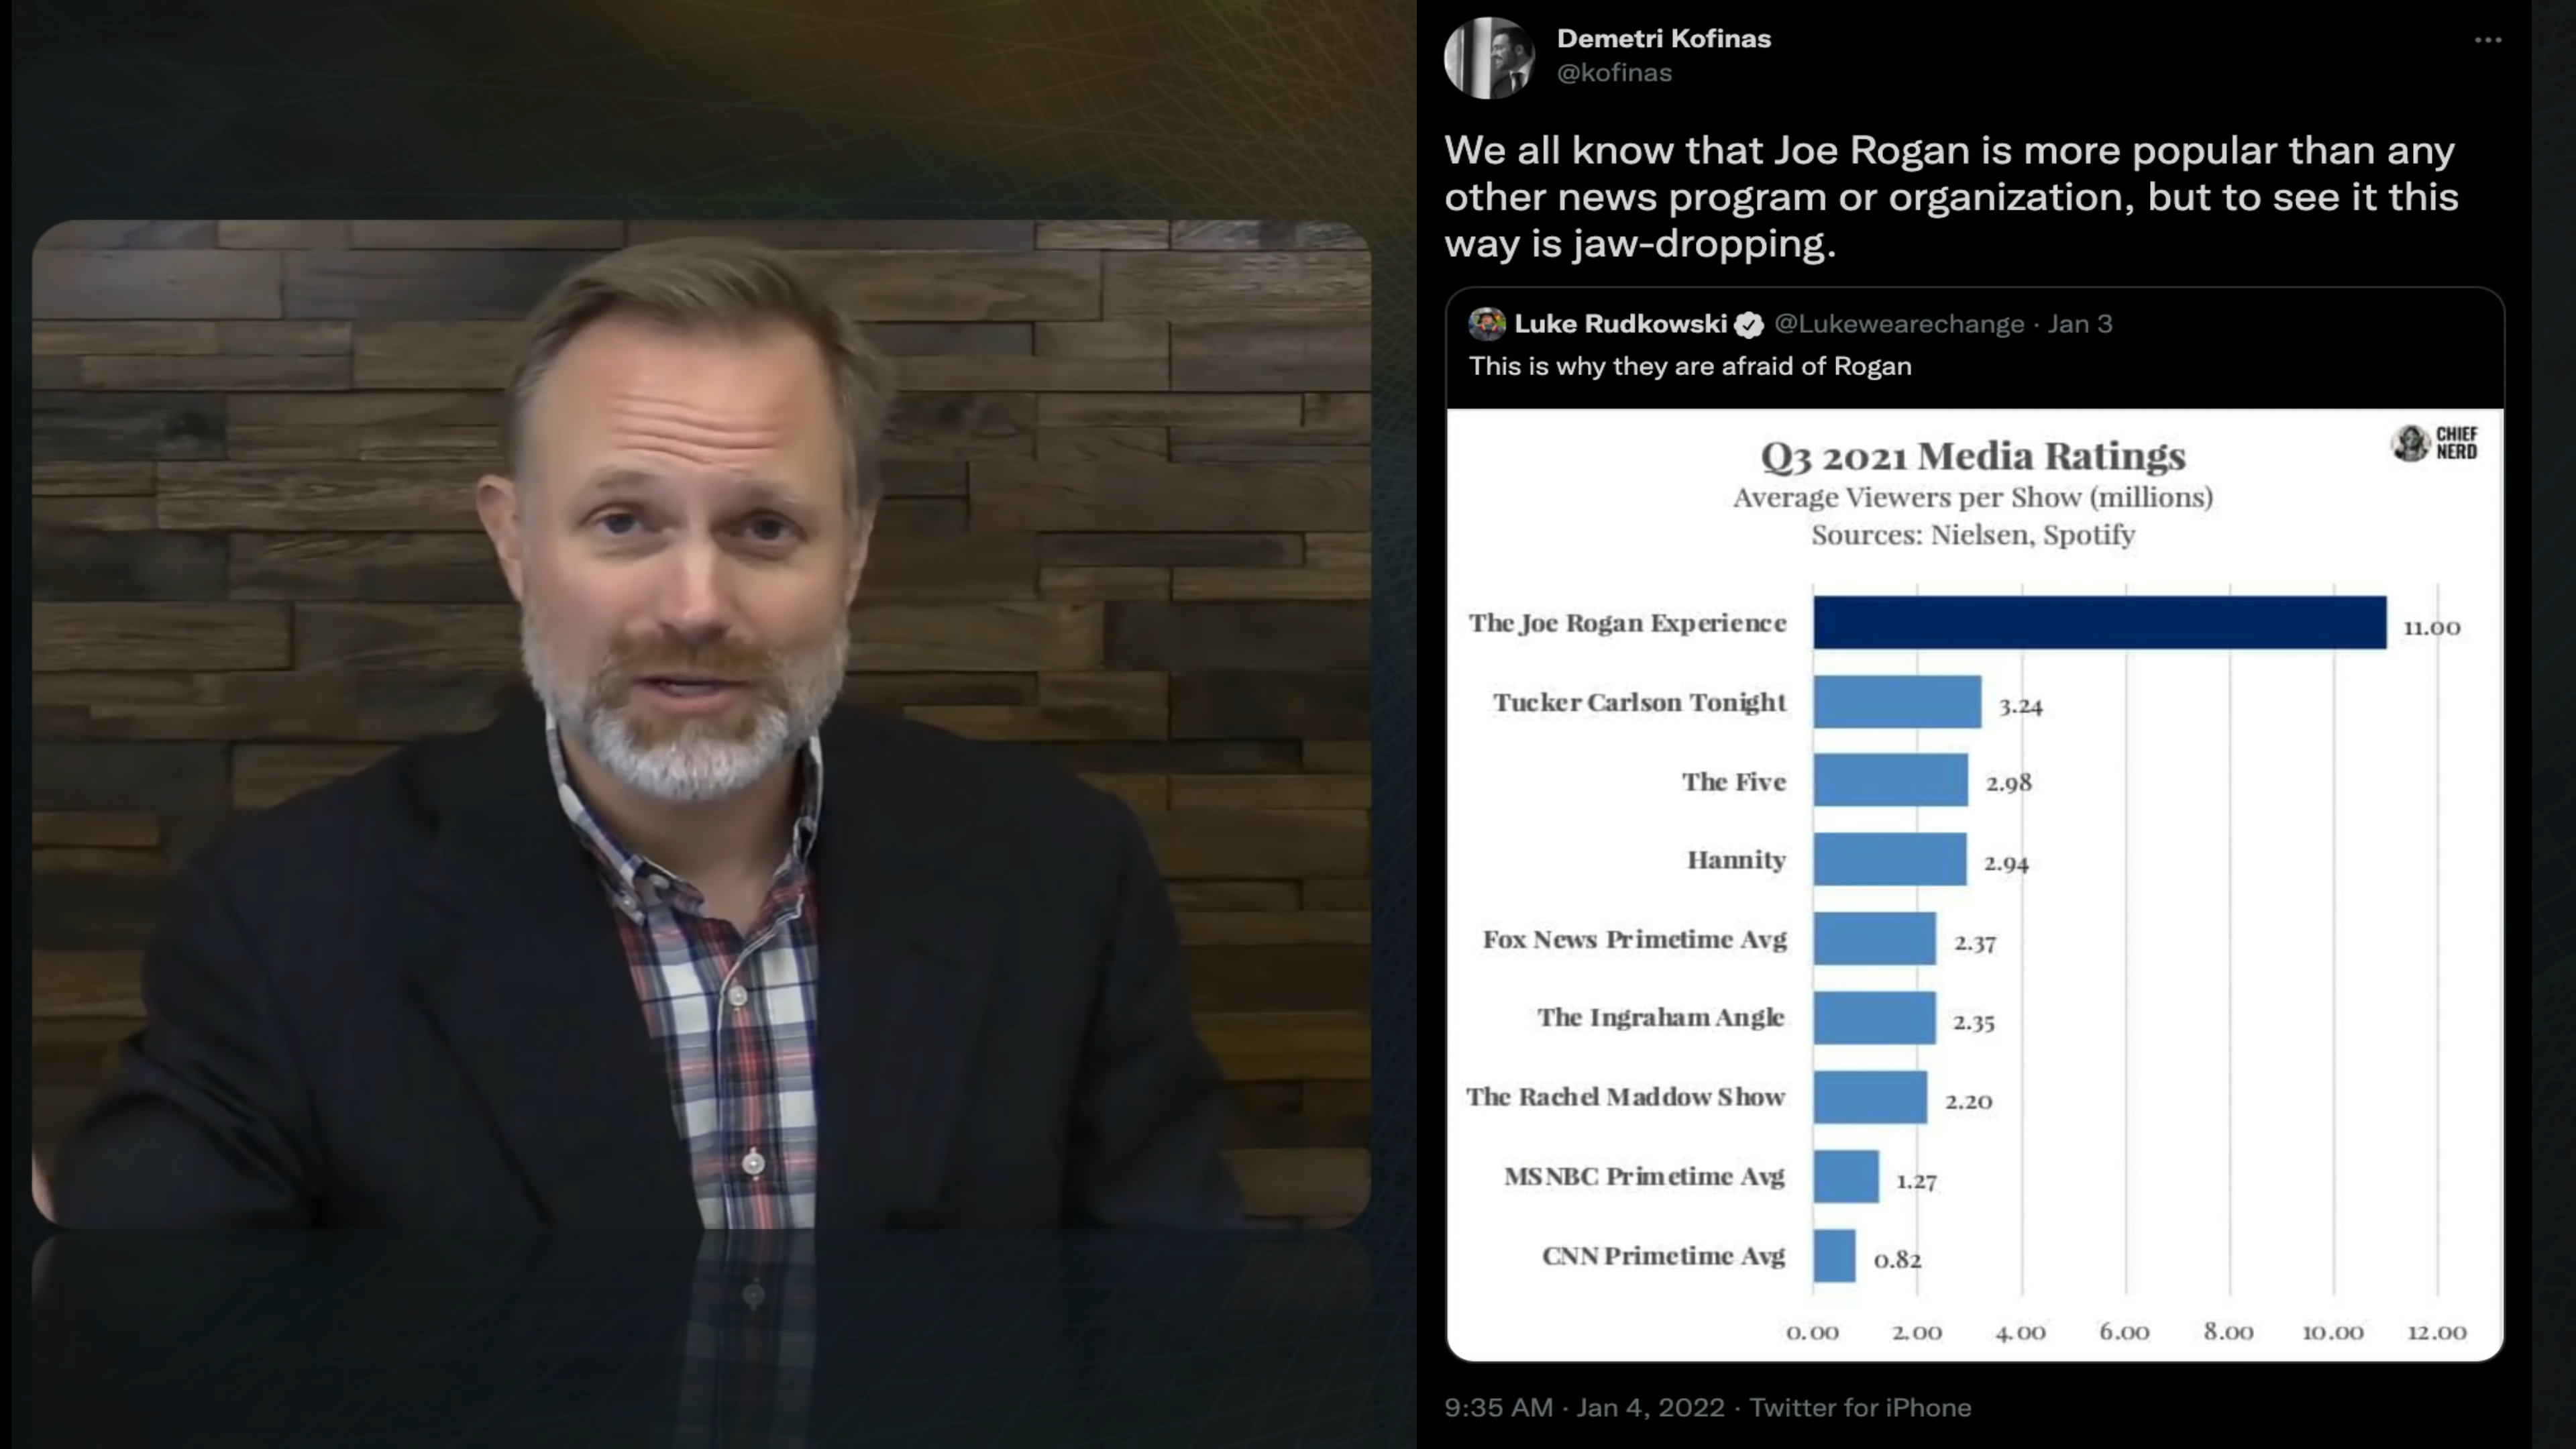 Demetri Kofinas
@kofinas
We all know that Joe Rogan is more popular than any
other news program or organization, but to see it this
way is jaw-dropping.
Luke Rudkowski @Lukewearechange · Jan 3
This is why they are afraid of Rogan
CHIEF
NERD
Q3 2021 Media Ratings
Average Viewers per Show (millions)
Sources: Nielsen, Spotify
The Joe Rogan Experience 11.00
Tucker Carlson Tonight 3.24
The Five 2.98
Hannity 2.94
Fox News Primetime Avg 2.37
The Ingraham Angle 2.35
The Rachel Maddow Show 2.20
MSNBC Primetime Avg 1.27
CNN Primetime Avg 0.82
0.00 2.00 4.00 6.00 8.00 10.00 12.00
9:35 AM · Jan 4, 2022 · Twitter for iPhone